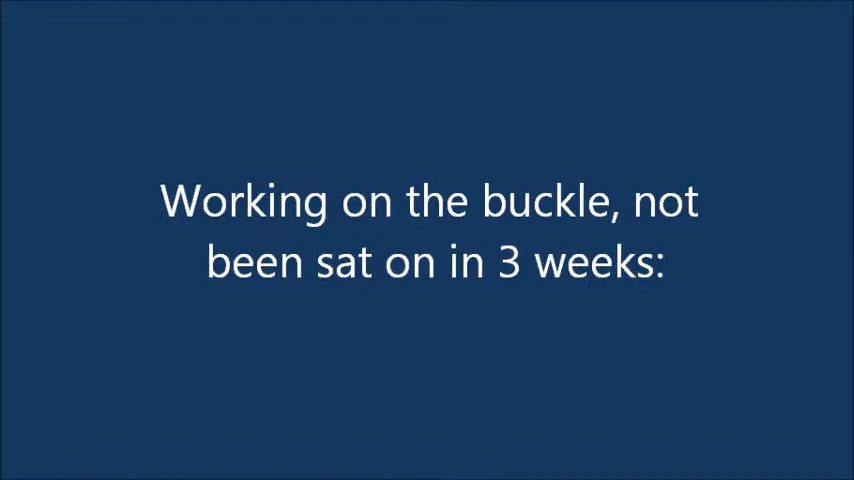 Working on the buckle, not
been sat on in 3 weeks: